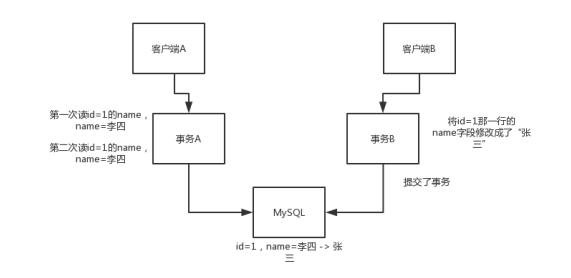 客户端A
客户端B
第一次读id=1的name，
name=李四
第二次读id=1的name，
name=李四
事务A
事务B
将id=1那一行的
name字段修改成了“张
三”
提交了事务
MySQL
id=1，name=李四 -> 张
三